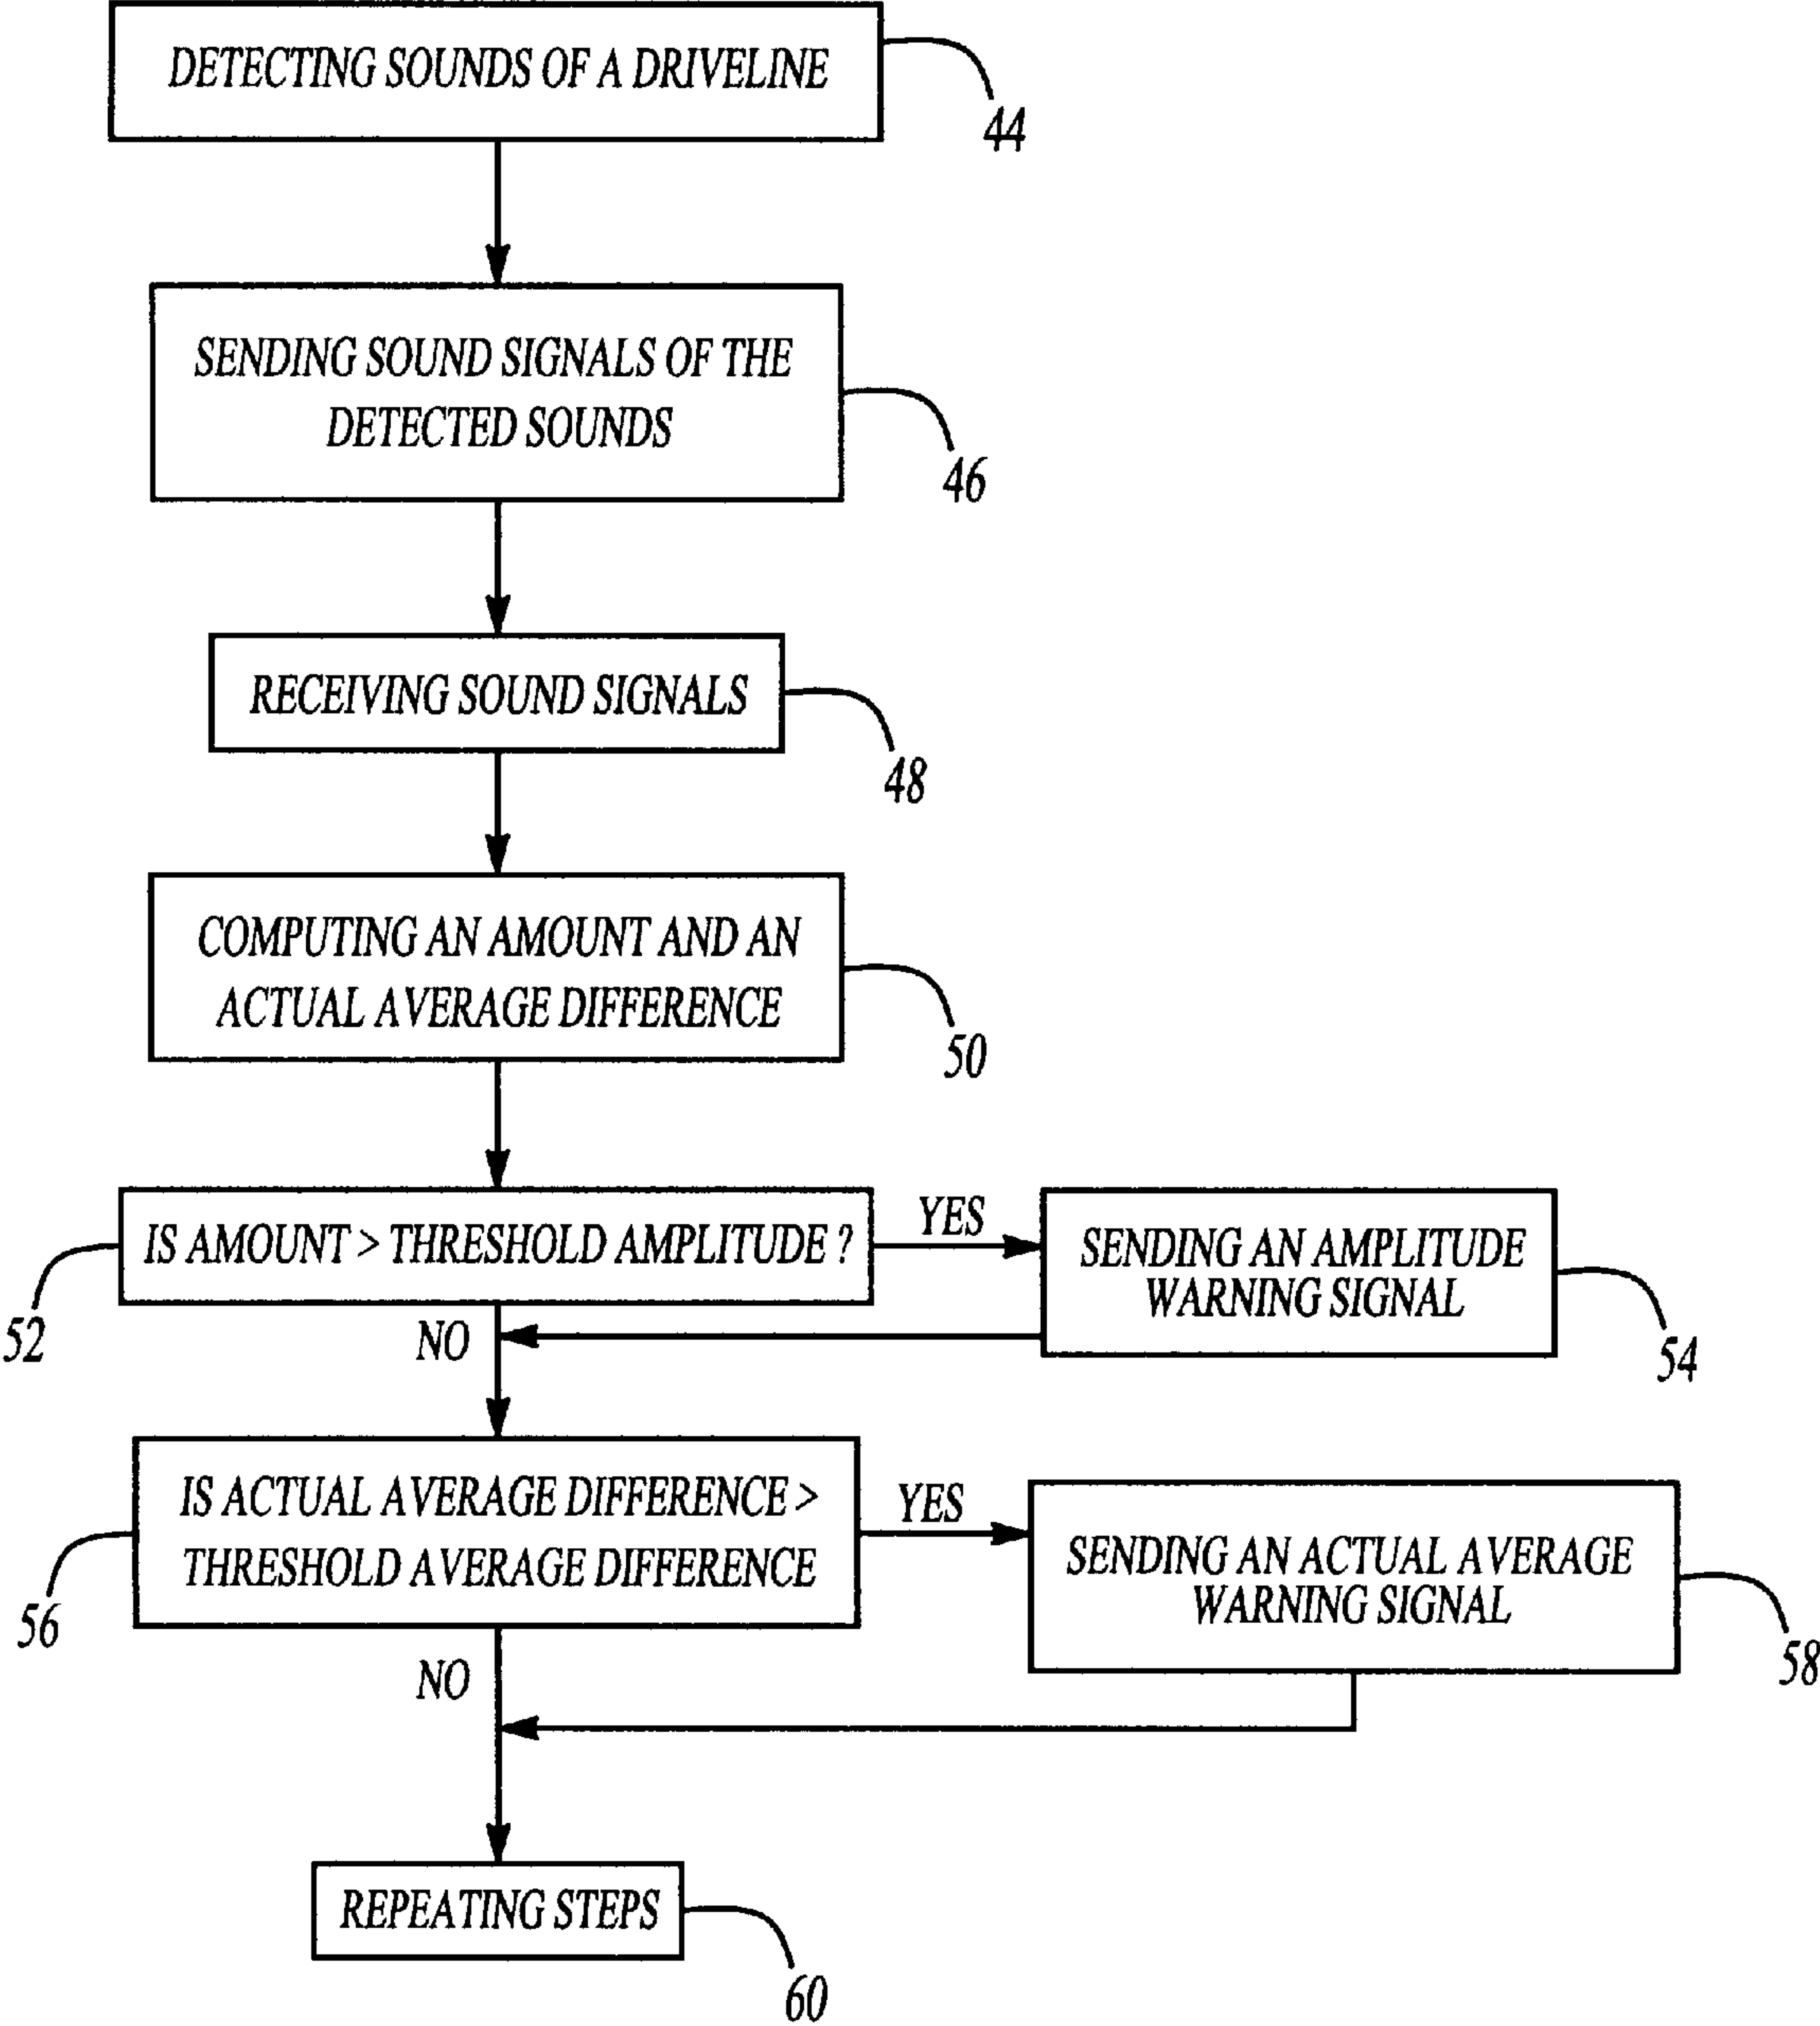 DETECTING SOUNDS OF A DRIVELINE
44
SENDING SOUND SIGNALS OF THE
DETECTED SOUNDS
46
RECEIVING SOUND SIGNALS
48
COMPUTING AN AMOUNT AND AN
ACTUAL AVERAGE DIFFERENCE
50
IS AMOUNT > THRESHOLD AMPLITUDE ?
YES
SENDING AN AMPLITUDE
WARNING SIGNAL
52
NO
54
IS ACTUAL AVERAGE DIFFERENCE >
THRESHOLD AVERAGE DIFFERENCE
YES
SENDING AN ACTUAL AVERAGE
WARNING SIGNAL
56
NO
58
REPEATING STEPS
60